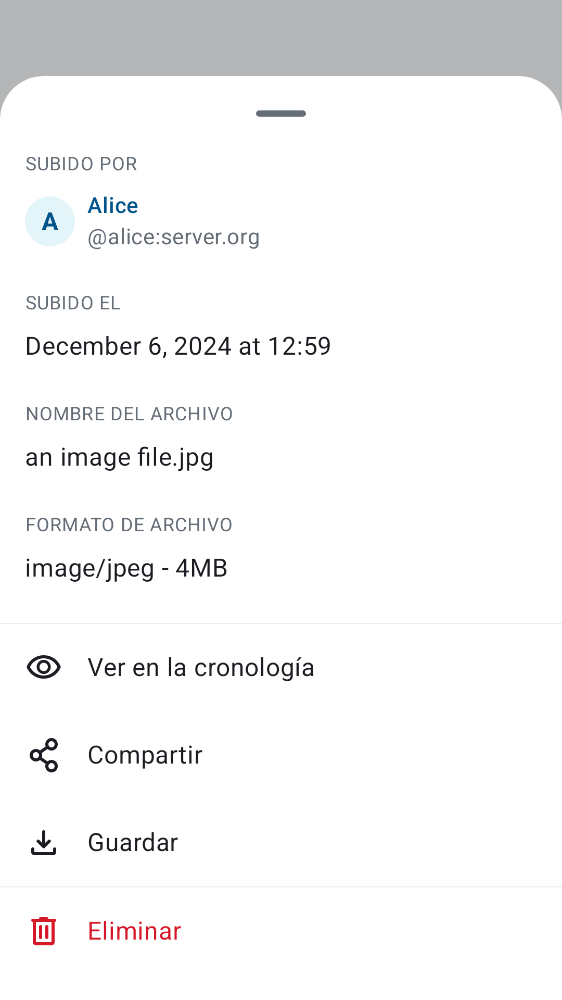 SUBIDO POR
A
Alice
@alice:server.org
SUBIDO EL
December 6, 2024 at 12:59
NOMBRE DEL ARCHIVO
an image file.jpg
FORMATO DE ARCHIVO
image/jpeg - 4MB
Ver en la cronología
Compartir
Guardar
Eliminar